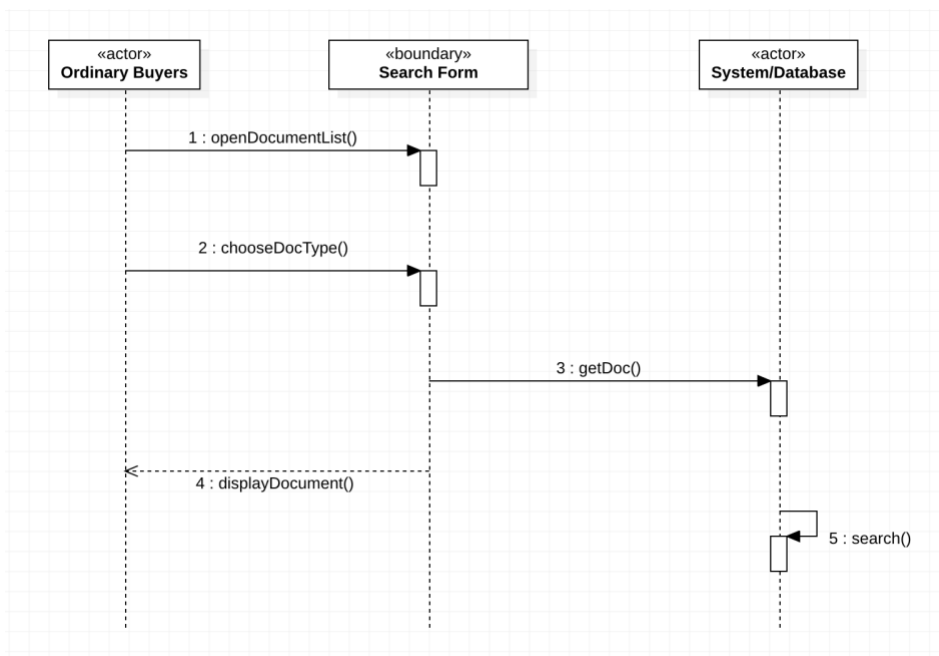 «actor»
Ordinary Buyers
«boundary»
Search Form
«actor»
System/Database
1 : openDocumentList()
2 : chooseDocType()
3 : getDoc()
4 : displayDocument()
5 : search()